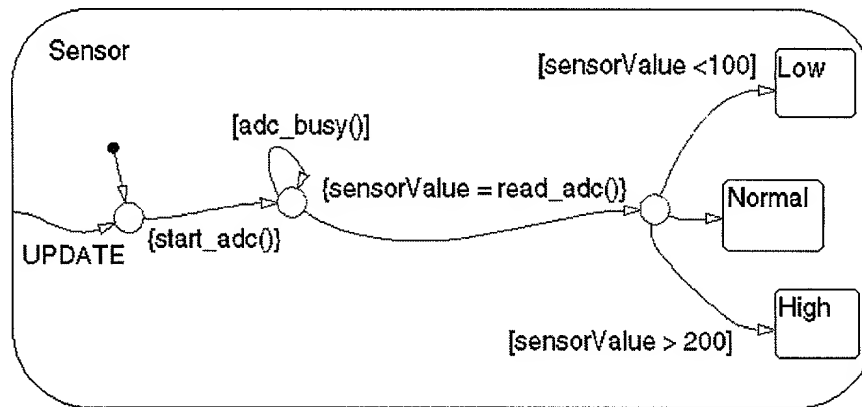 Sensor
[sensorValue <100]
Low
[adc_busy()]
{sensorValue = read_adc()}
Normal
UPDATE
{start_adc()}
High
[sensorValue > 200]